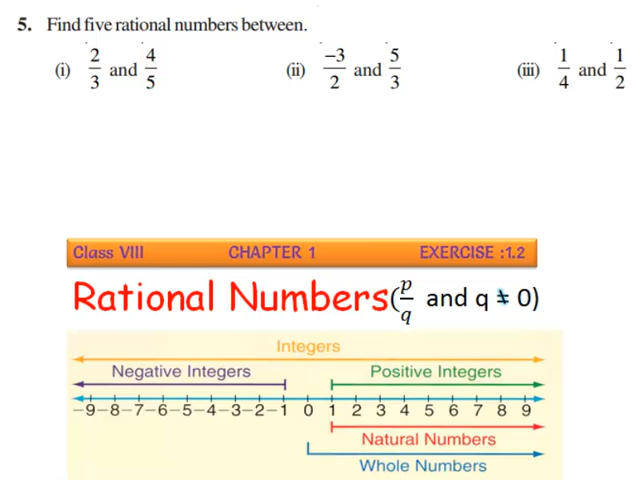 5. Find five rational numbers between.
(i) 2/3 and 4/5 (ii) -3/2 and 5/3 (iii) 1/4 and 1/2
Class VIII CHAPTER 1 EXERCISE :1.2
Rational Numbers(p/q and q ≠ 0)
Integers
Negative Integers Positive Integers
-9 -8 -7 -6 -5 -4 -3 -2 -1 0 1 2 3 4 5 6 7 8 9
Natural Numbers
Whole Numbers